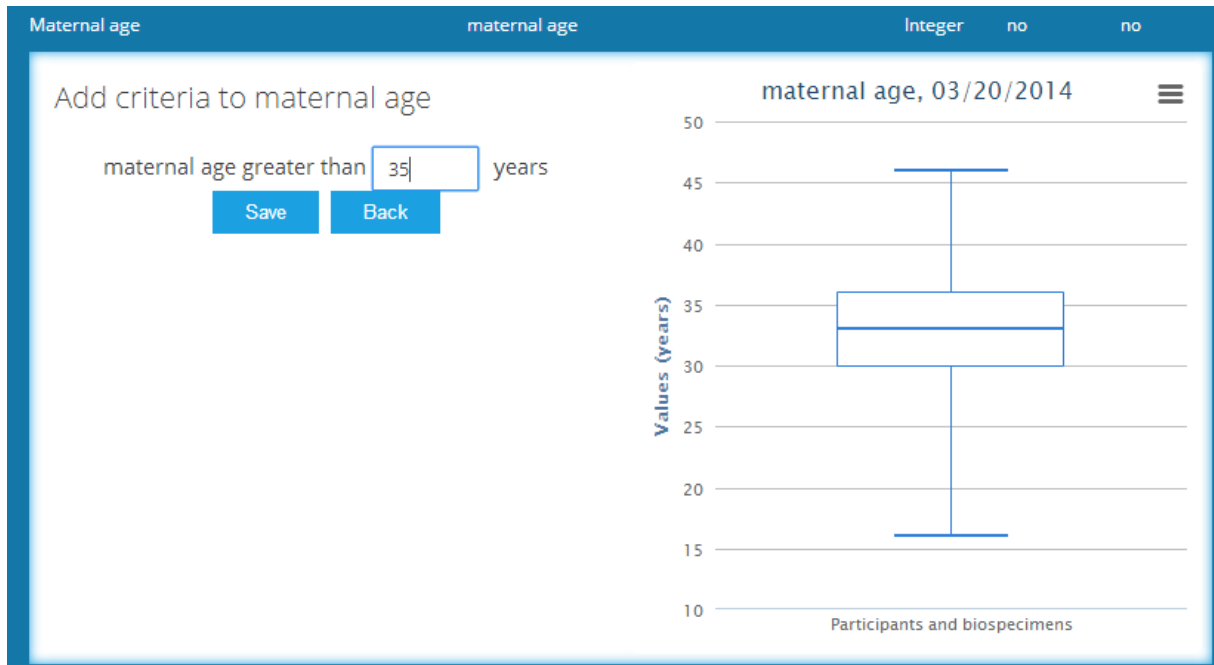 Maternal age maternal age Integer no no
Add criteria to maternal age
maternal age greater than 35 years
Save Back
maternal age, 03/20/2014
50
45
40
35
30
25
20
15
10
Values (years)
Participants and biospecimens